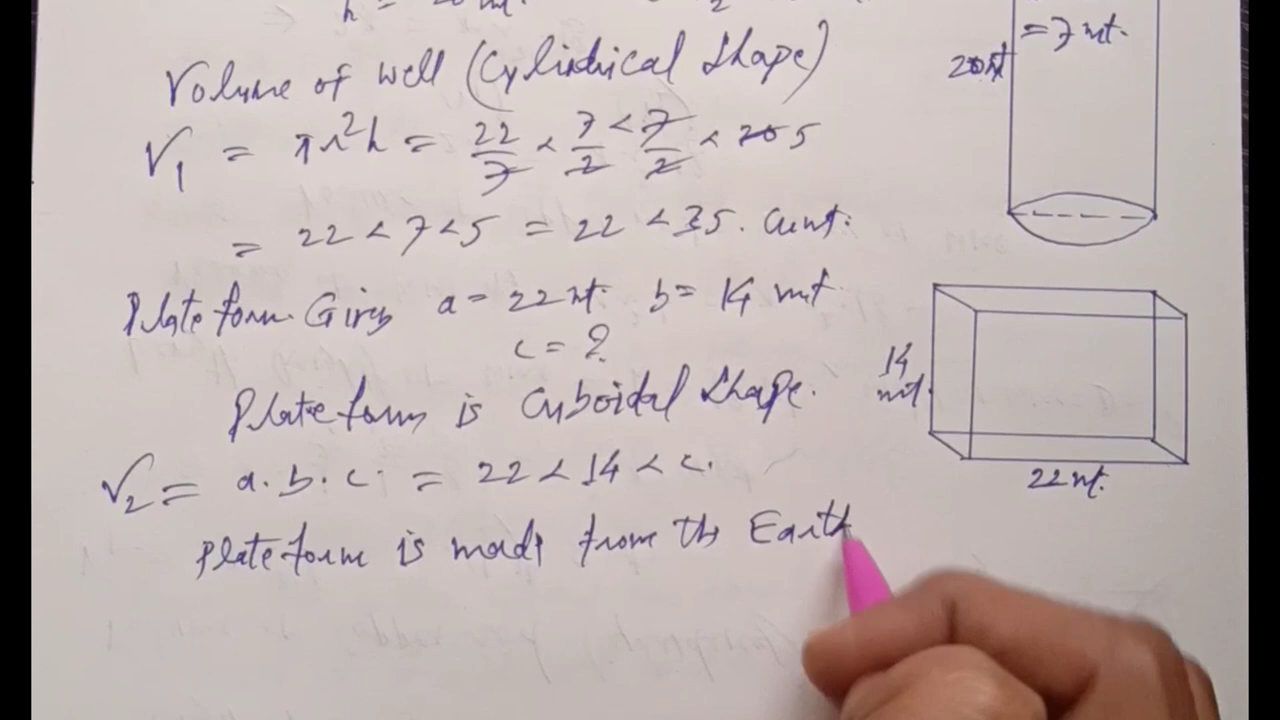 = 7 mt.
20
Volume of well (Cylindrical Shape)
V₁ = πr²h = 22/7 × 7/2 × 7/2 × 20 5
= 22 × 7 × 5 = 22 × 35. Cu mt.
Plate form Given a = 22 mt. b = 14 mt
c = ?
Plate form is Cuboidal Shape.
V₂ = a.b.c. = 22 × 14 × c.
Plate form is made from the Earth
14
mt.
22 mt.